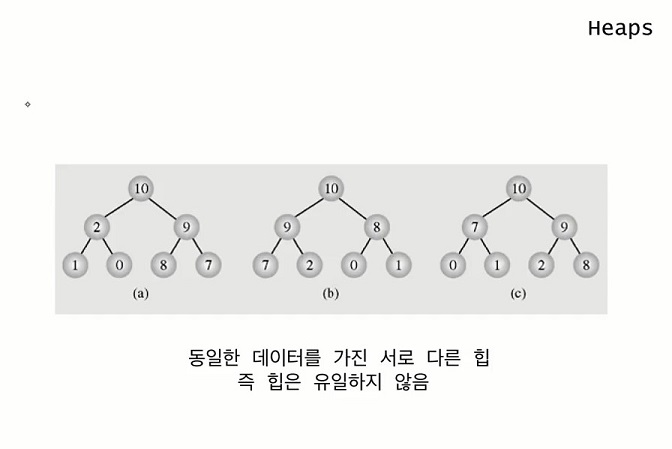 Heaps
10 10 10
2 9 9 8 7 9
1 0 8 7 7 2 0 1 0 1 2 8
(a) (b) (c)
동일한 데이터를 가진 서로 다른 힙
즉 힙은 유일하지 않음